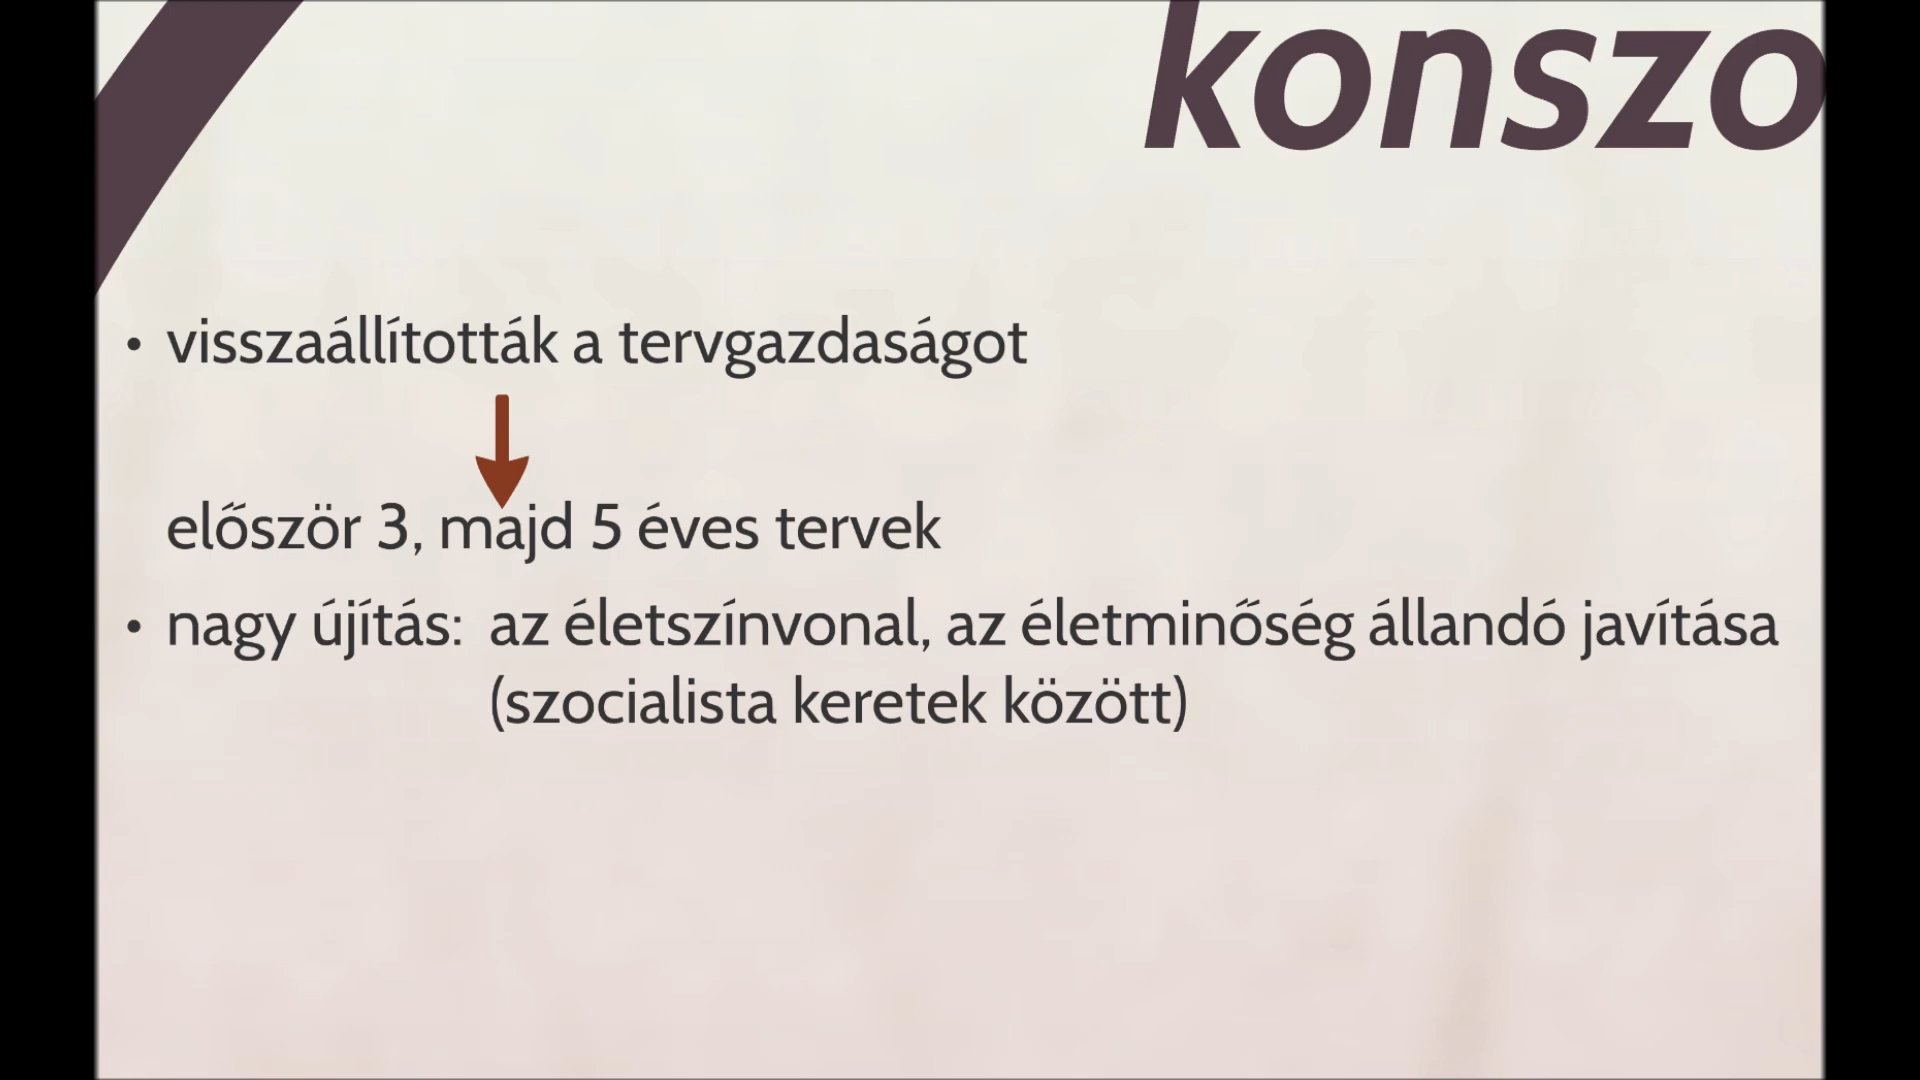 konszo
• visszaállították a tervgazdaságot
először 3, majd 5 éves tervek
• nagy újítás: az életszínvonal, az életminőség állandó javítása
(szocialista keretek között)